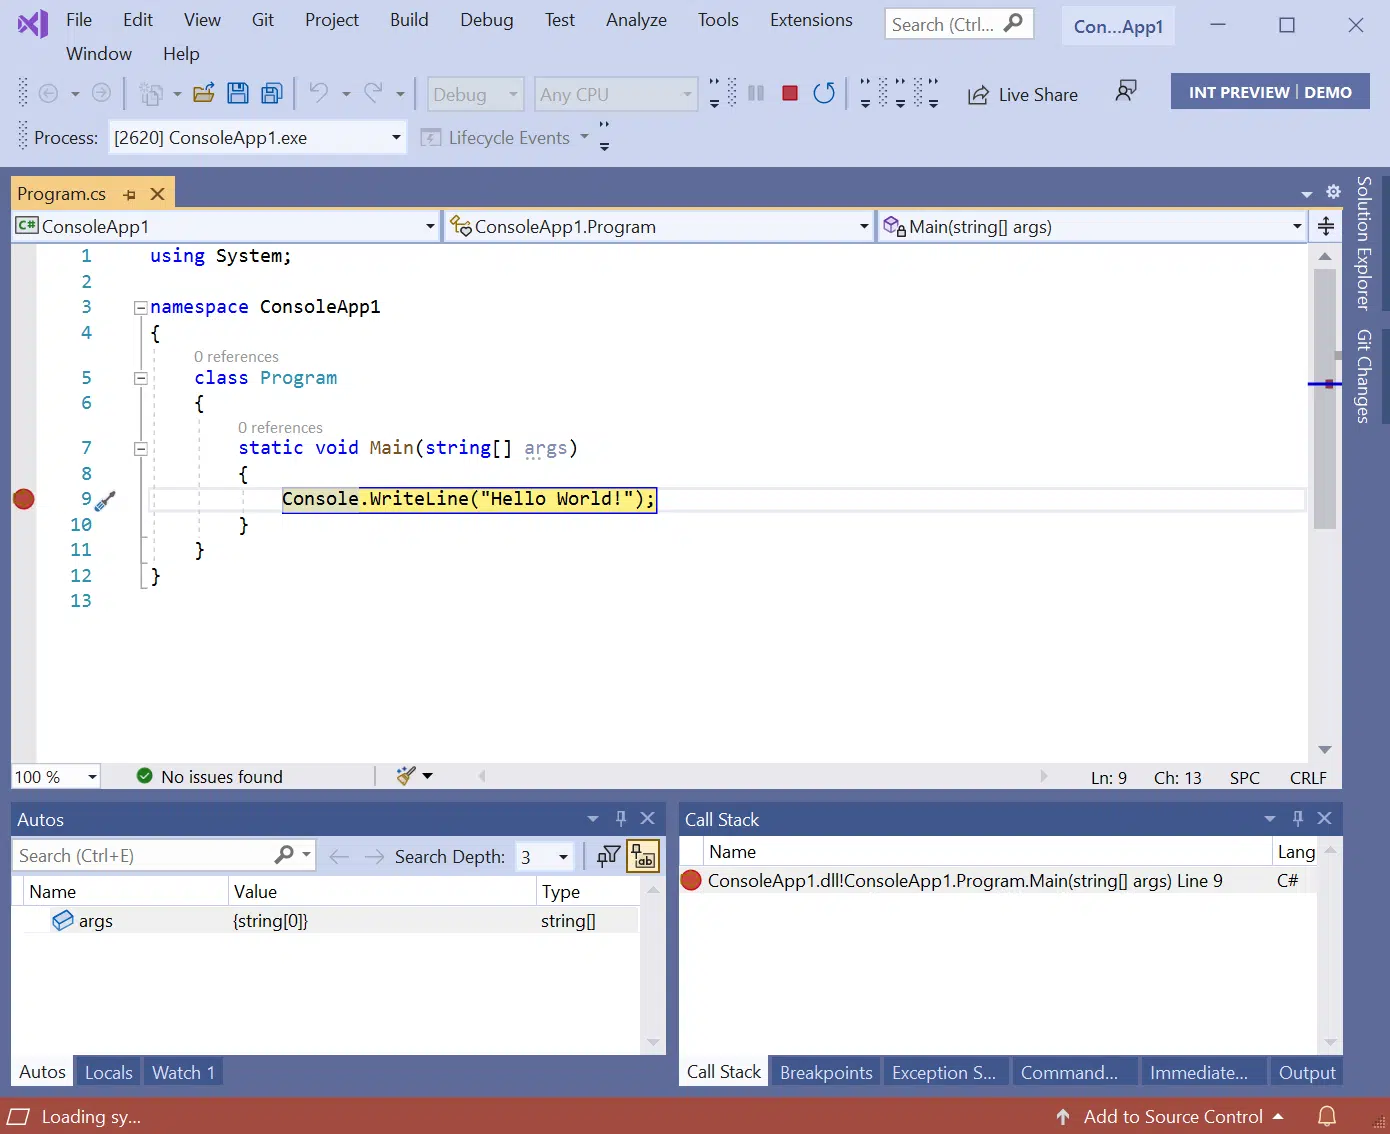 File Edit View Git Project Build Debug Test Analyze Tools Extensions Search (Ctrl... Con...App1
Window Help
Debug Any CPU Live Share INT PREVIEW | DEMO
Process: [2620] ConsoleApp1.exe Lifecycle Events
Program.cs
C# ConsoleApp1 ConsoleApp1.Program Main(string[] args)
1 using System;
2
3 namespace ConsoleApp1
4 {
0 references
5 class Program
6 {
0 references
7 static void Main(string[] args)
8 {
9 Console.WriteLine("Hello World!");
10 }
11 }
12 }
13
Solution Explorer
Git Changes
100 % No issues found Ln: 9 Ch: 13 SPC CRLF
Autos
Search (Ctrl+E) Search Depth: 3 ab
Name Value Type
args {string[0]} string[]
Autos Locals Watch 1
Call Stack
Name Lang
ConsoleApp1.dll!ConsoleApp1.Program.Main(string[] args) Line 9 C#
Call Stack Breakpoints Exception S... Command... Immediate... Output
Loading sy... Add to Source Control